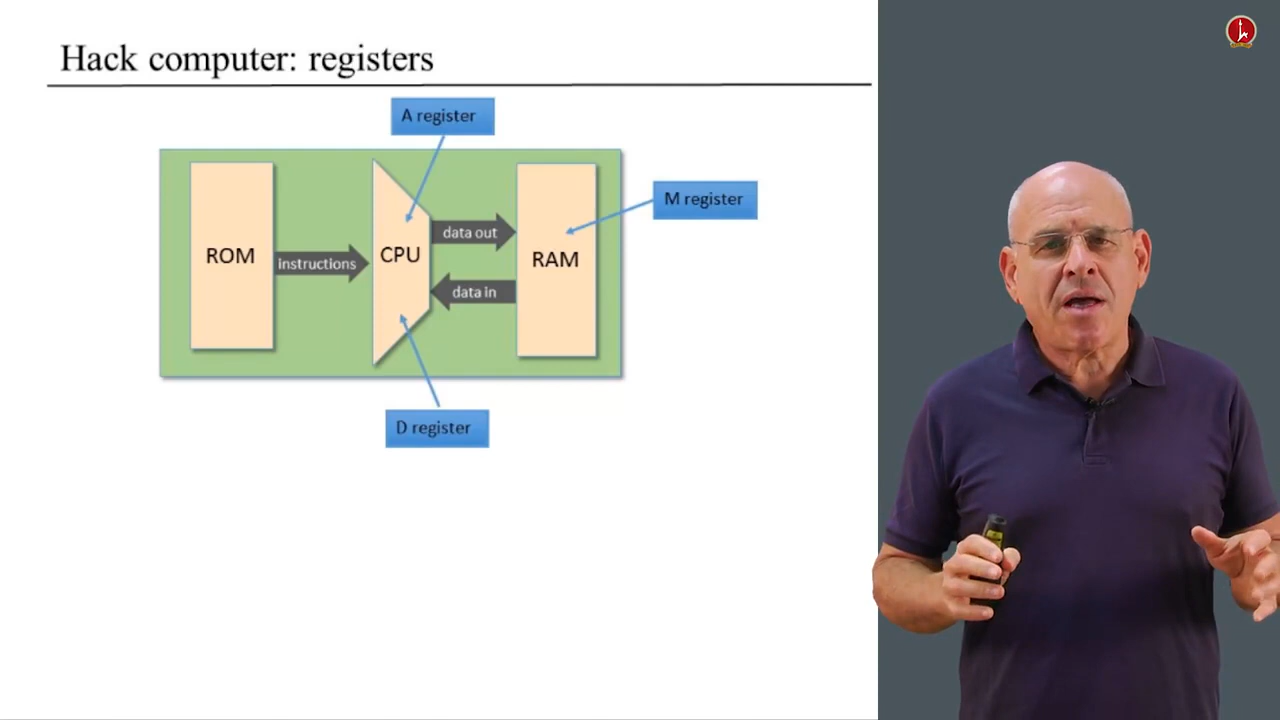 Hack computer: registers
A register
M register
ROM
instructions
CPU
data out
data in
RAM
D register